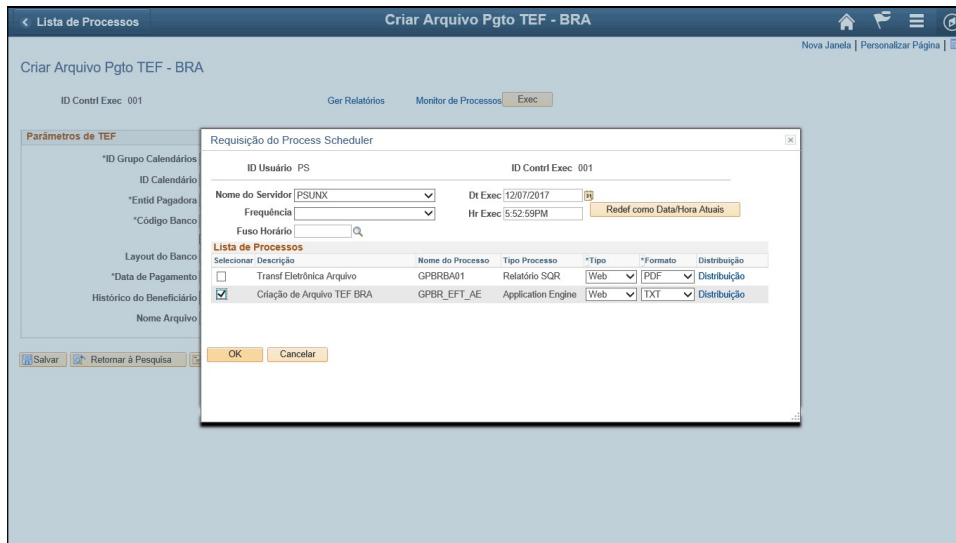 Lista de Processos
Criar Arquivo Pgto TEF - BRA
Nova Janela | Personalizar Página |
Criar Arquivo Pgto TEF - BRA
ID Contrl Exec 001 Ger Relatórios Monitor de Processos Exec
Parâmetros de TEF
*ID Grupo Calendários
ID Calendário
*Entid Pagadora
*Código Banco
Layout do Banco
*Data de Pagamento
Histórico do Beneficiário
Nome Arquivo
Salvar Retornar à Pesquisa
Requisição do Process Scheduler
ID Usuário PS ID Contrl Exec 001
Nome do Servidor PSUNX Dt Exec 12/07/2017
Frequência Hr Exec 5:52:59PM Redef como Data/Hora Atuais
Fuso Horário
Lista de Processos
Selecionar Descrição Nome do Processo Tipo Processo *Tipo *Formato Distribuição
Transf Eletrônica Arquivo GPBRBA01 Relatório SQR Web PDF Distribuição
Criação de Arquivo TEF BRA GPBR_EFT_AE Application Engine Web TXT Distribuição
OK Cancelar